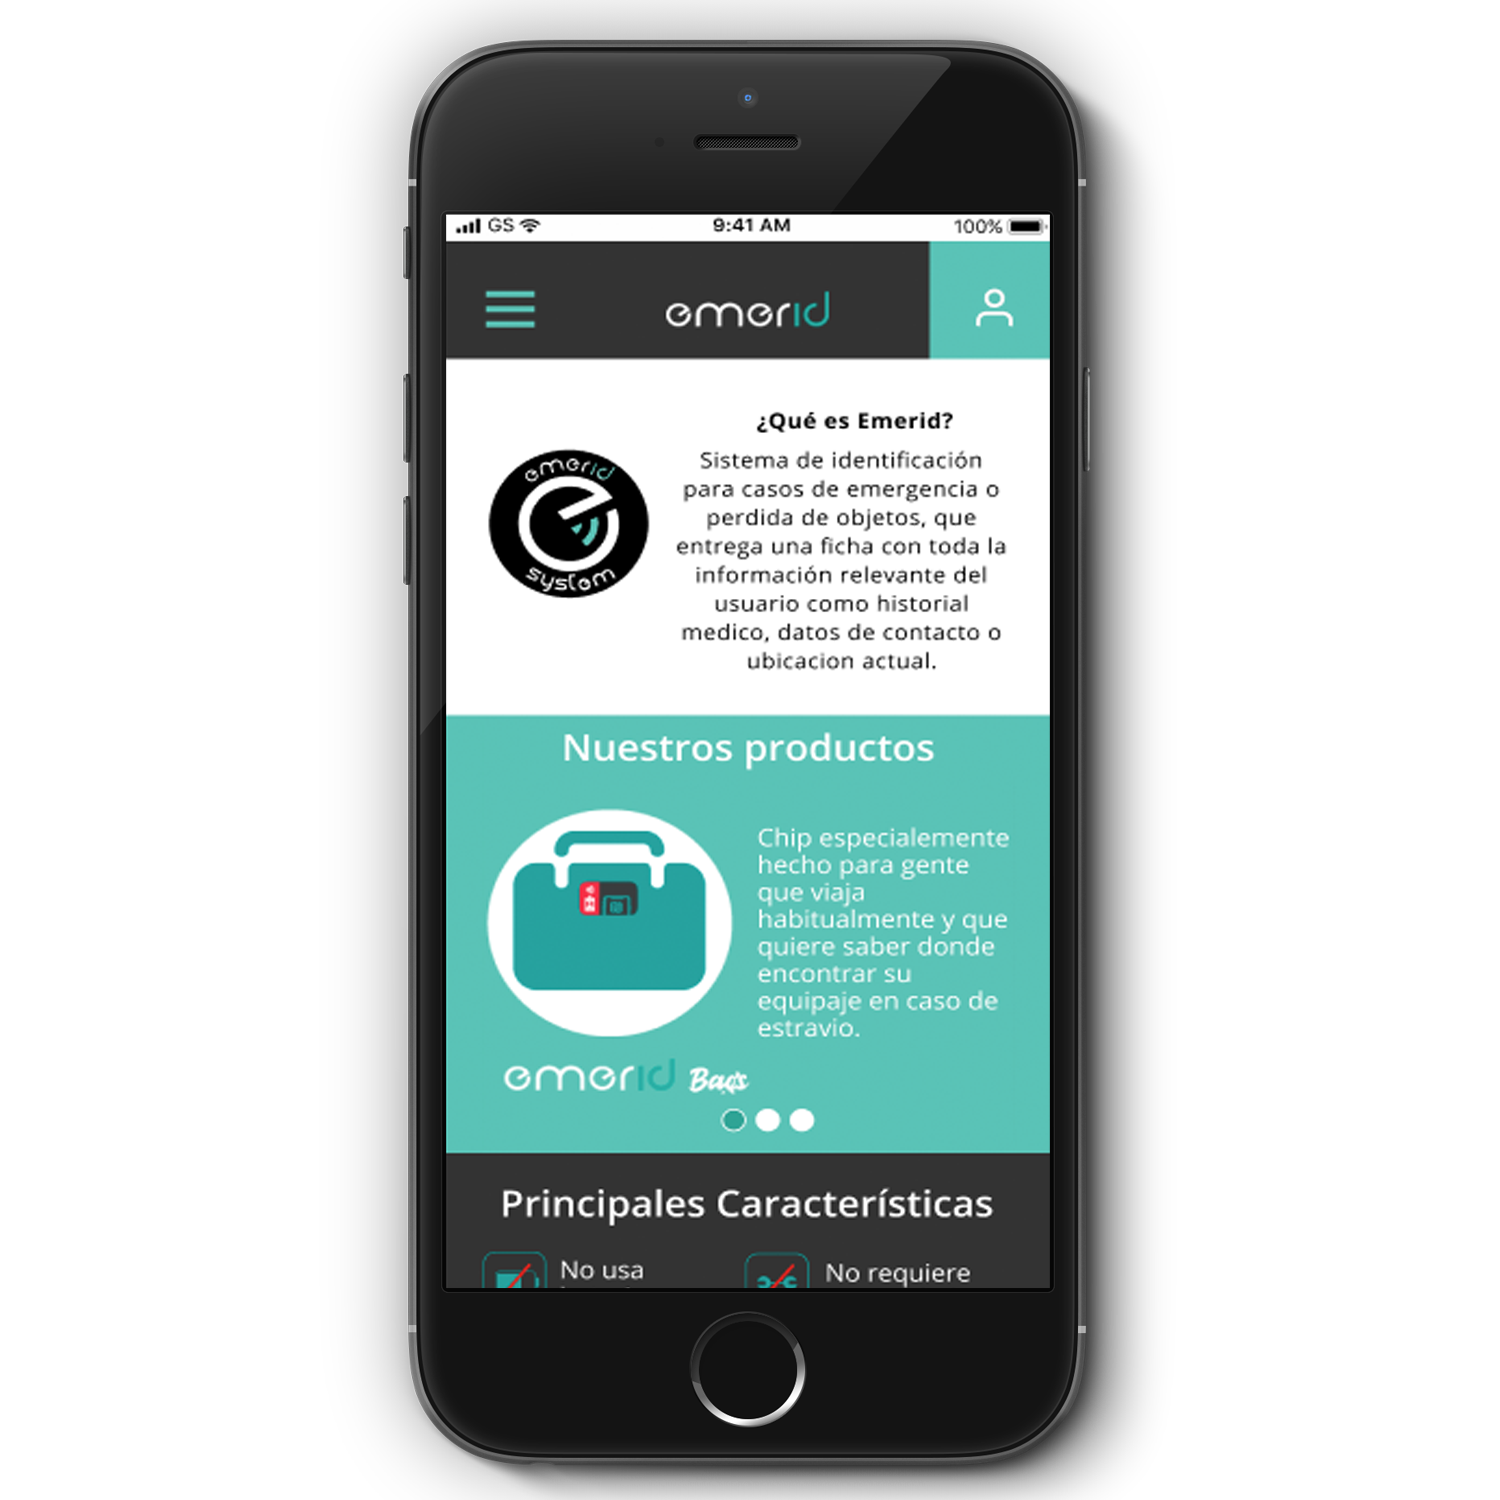 GS 9:41 AM 100%
emerid
¿Qué es Emerid?
emerid
system
Sistema de identificación
para casos de emergencia o
perdida de objetos, que
entrega una ficha con toda la
información relevante del
usuario como historial
medico, datos de contacto o
ubicacion actual.
Nuestros productos
Chip especialemente
hecho para gente
que viaja
habitualmente y que
quiere saber donde
encontrar su
equipaje en caso de
estravio.
emerid Bags
Principales Características
No usa
No requiere